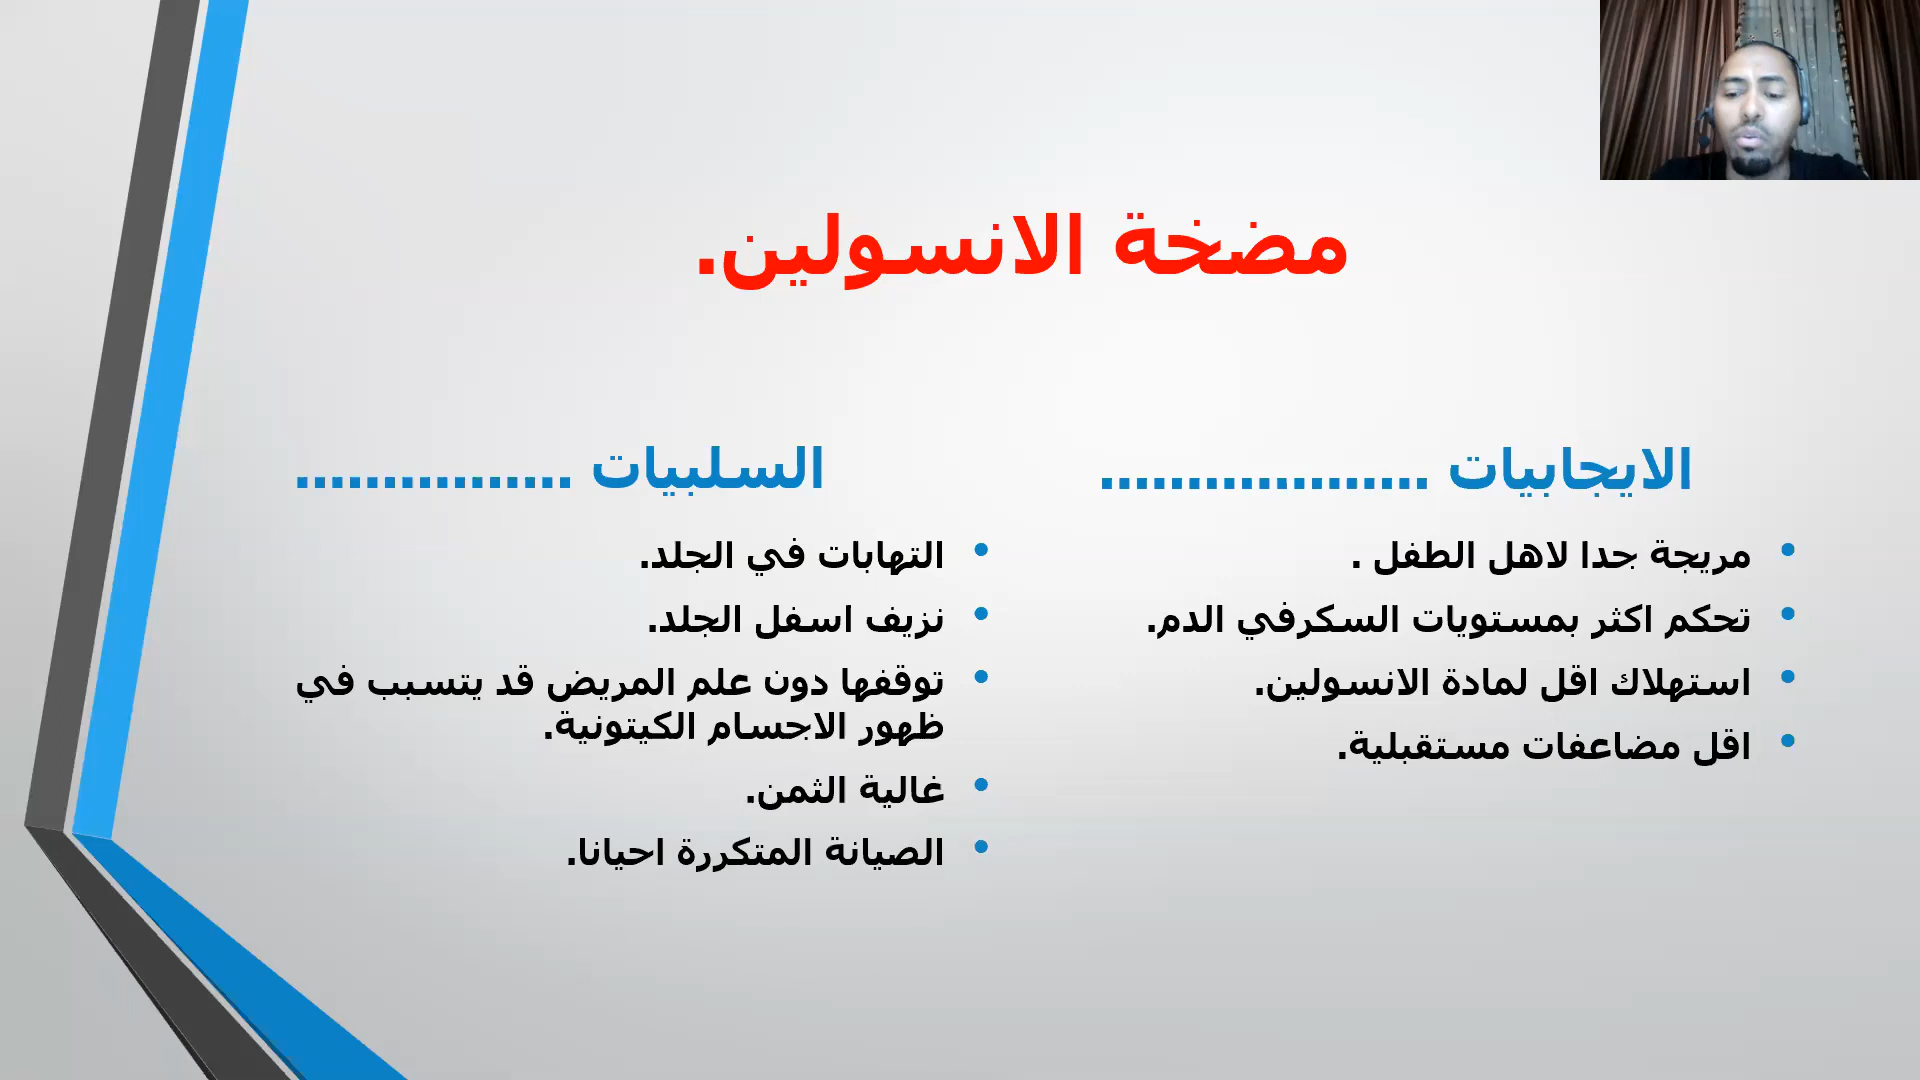 مضخة الانسولين.
الايجابيات ...................
مريجة جدا لاهل الطفل .
تحكم اكثر بمستويات السكرفي الدم.
استهلاك اقل لمادة الانسولين.
اقل مضاعفات مستقبلية.
السلبيات ................
التهابات في الجلد.
نزيف اسفل الجلد.
توقفها دون علم المريض قد يتسبب في
ظهور الاجسام الكيتونية.
غالية الثمن.
الصيانة المتكررة احيانا.